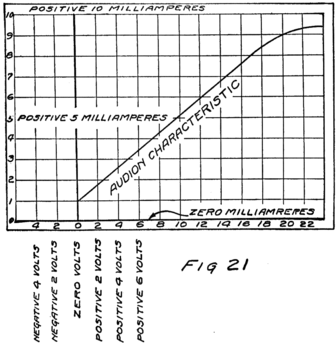 POSITIVE 10 MILLIAMPERES
10
9
8
7
6
POSITIVE 5 MILLIAMPERES
5
4
3
2
1
0
AUDION CHARACTERISTIC
ZERO MILLIAMPERES
4 2 0 2 4 6 8 10 12 14 16 18 20 22
NEGATIVE 4 VOLTS
NEGATIVE 2 VOLTS
ZERO VOLTS
POSITIVE 2 VOLTS
POSITIVE 4 VOLTS
POSITIVE 6 VOLTS
FIG 21